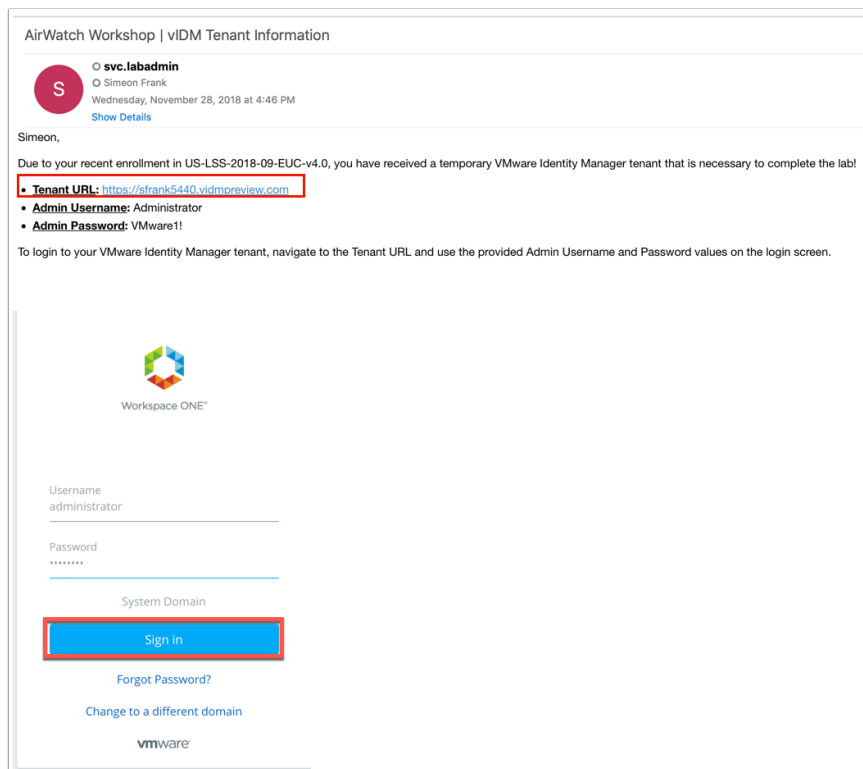 AirWatch Workshop | vIDM Tenant Information
S
svc.labadmin
Simeon Frank
Wednesday, November 28, 2018 at 4:46 PM
Show Details
Simeon,
Due to your recent enrollment in US-LSS-2018-09-EUC-v4.0, you have received a temporary VMware Identity Manager tenant that is necessary to complete the lab!
• Tenant URL: https://sfrank5440.vidmpreview.com
• Admin Username: Administrator
• Admin Password: VMware1!
To login to your VMware Identity Manager tenant, navigate to the Tenant URL and use the provided Admin Username and Password values on the login screen.
Workspace ONE™
Username
administrator
Password
••••••••
System Domain
Sign in
Forgot Password?
Change to a different domain
vmware